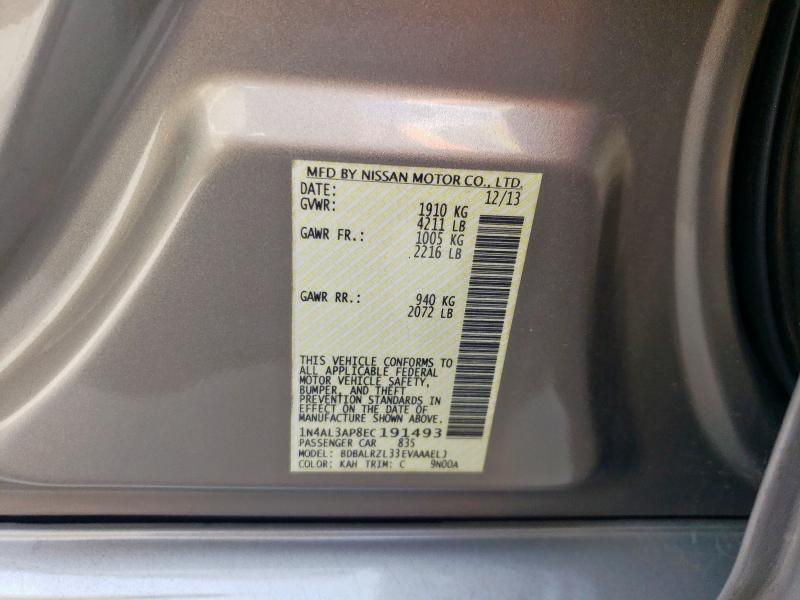 MFD BY NISSAN MOTOR CO., LTD.
DATE: 12/13
GVWR: 1910 KG
4211 LB
GAWR FR.: 1005 KG
2216 LB
GAWR RR.: 940 KG
2072 LB
THIS VEHICLE CONFORMS TO
ALL APPLICABLE FEDERAL
MOTOR VEHICLE SAFETY,
BUMPER, AND THEFT
PREVENTION STANDARDS IN
EFFECT ON THE DATE OF
MANUFACTURE SHOWN ABOVE.
1N4AL3AP8EC191493
PASSENGER CAR 835
MODEL: BDBALRZL33EVAAAELJ
COLOR: KAH TRIM: C 9N00A